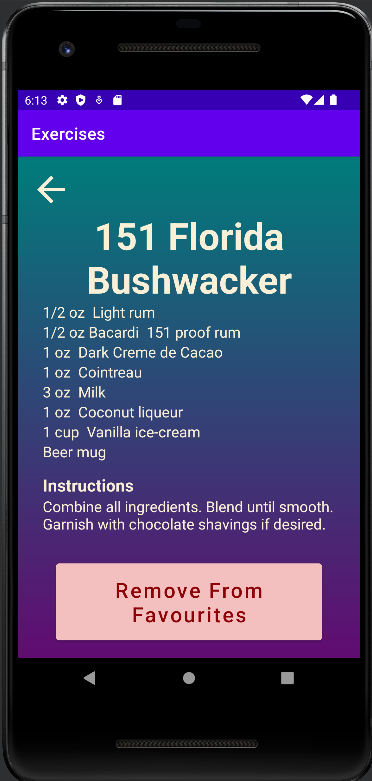 6:13
Exercises
151 Florida
Bushwacker
1/2 oz  Light rum
1/2 oz Bacardi  151 proof rum
1 oz  Dark Creme de Cacao
1 oz  Cointreau
3 oz  Milk
1 oz  Coconut liqueur
1 cup  Vanilla ice-cream
Beer mug
Instructions
Combine all ingredients. Blend until smooth.
Garnish with chocolate shavings if desired.
Remove From
Favourites